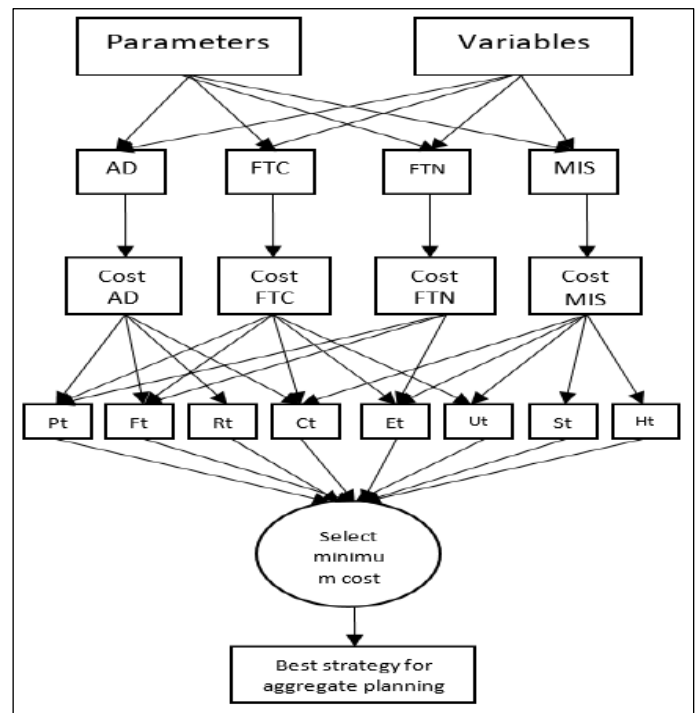 Parameters
Variables
AD
FTC
FTN
MIS
Cost
AD
Cost
FTC
Cost
FTN
Cost
MIS
Pt
Ft
Rt
Ct
Et
Ut
St
Ht
Select
minimu
m cost
Best strategy for
aggregate planning